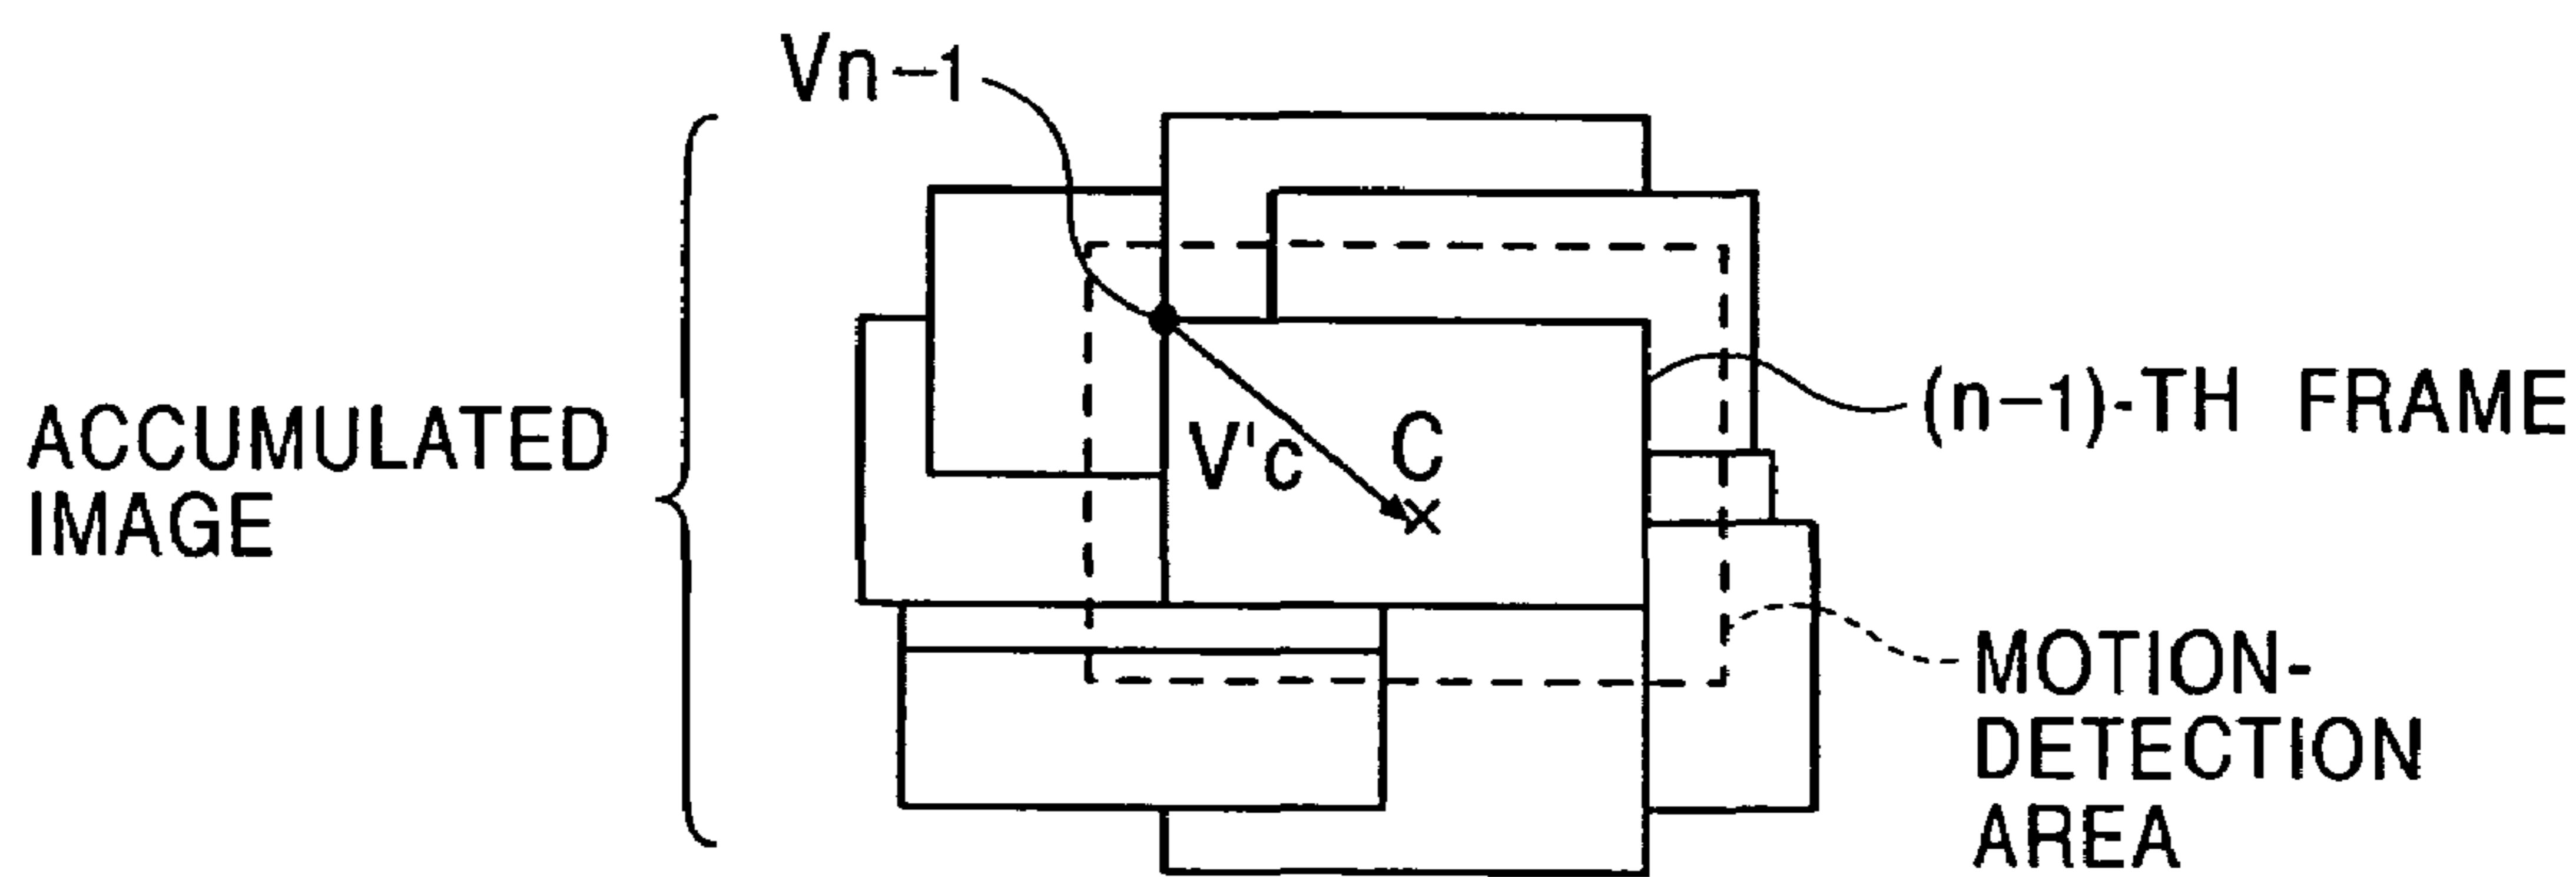 Vn-1
ACCUMULATED
IMAGE
V'c
C
(n-1)-TH FRAME
MOTION-
DETECTION
AREA